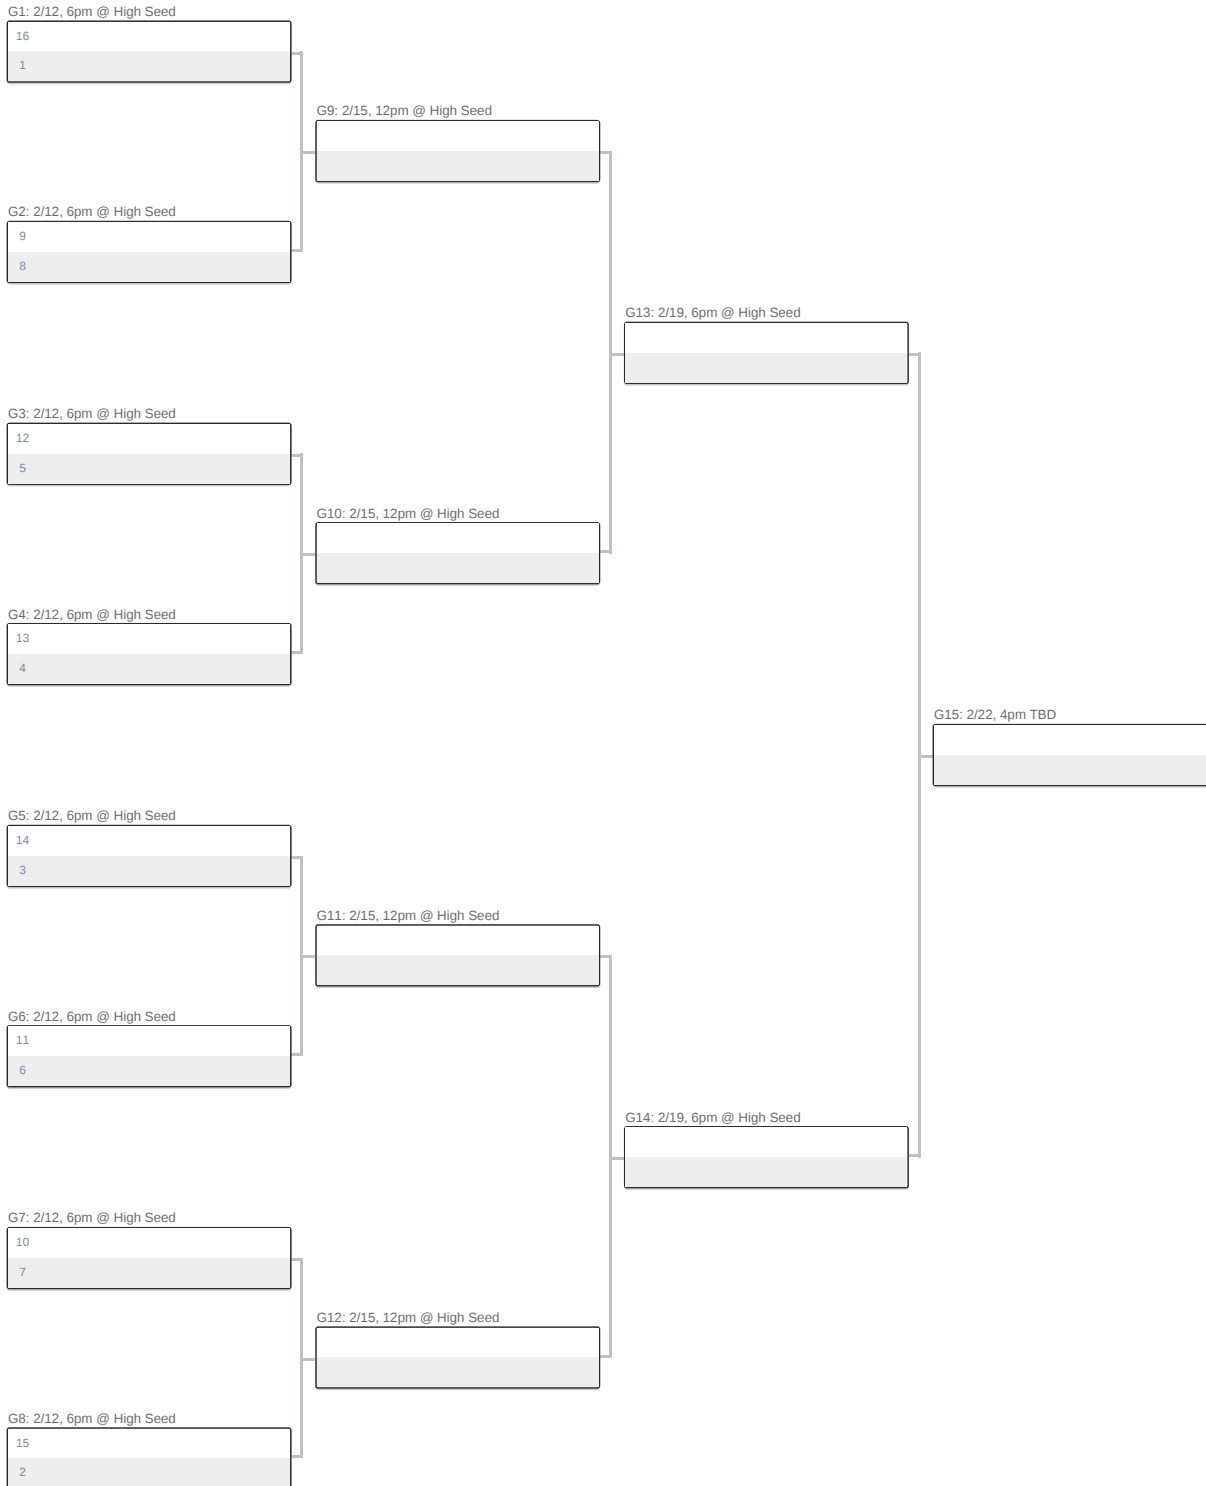 G1: 2/12, 6pm @ High Seed
16
1
G9: 2/15, 12pm @ High Seed
G2: 2/12, 6pm @ High Seed
9
8
G13: 2/19, 6pm @ High Seed
G3: 2/12, 6pm @ High Seed
12
5
G10: 2/15, 12pm @ High Seed
G4: 2/12, 6pm @ High Seed
13
4
G15: 2/22, 4pm TBD
G5: 2/12, 6pm @ High Seed
14
3
G11: 2/15, 12pm @ High Seed
G6: 2/12, 6pm @ High Seed
11
6
G14: 2/19, 6pm @ High Seed
G7: 2/12, 6pm @ High Seed
10
7
G12: 2/15, 12pm @ High Seed
G8: 2/12, 6pm @ High Seed
15
2